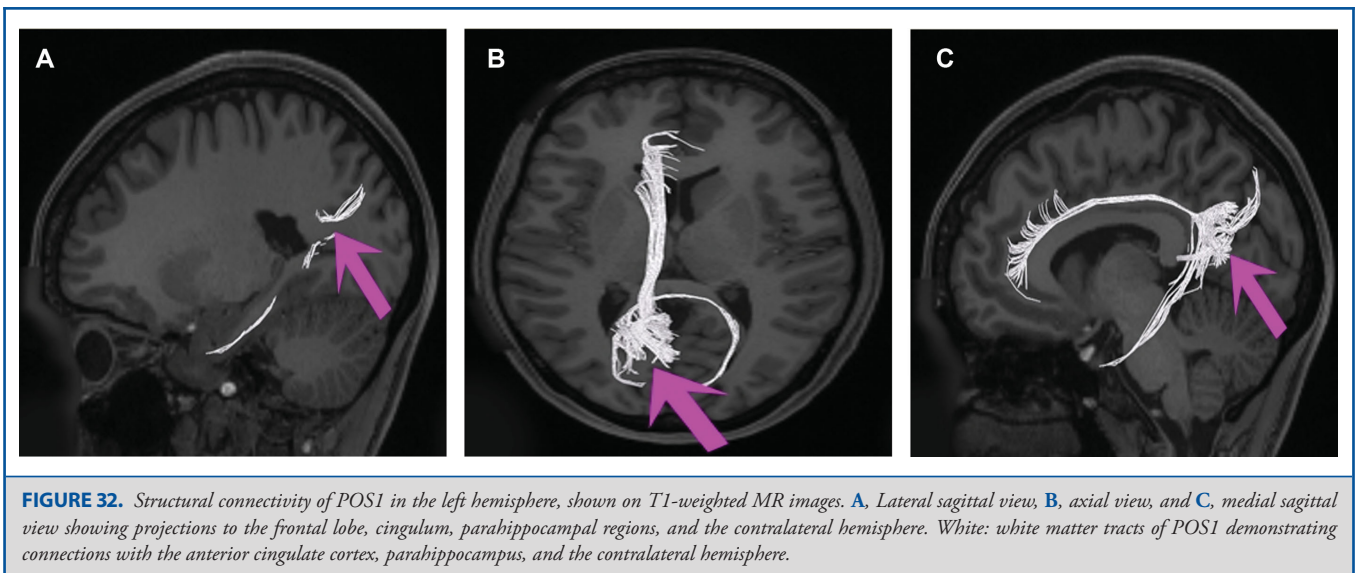 A
B
C
FIGURE 32. Structural connectivity of POS1 in the left hemisphere, shown on T1-weighted MR images. A, Lateral sagittal view, B, axial view, and C, medial sagittal
view showing projections to the frontal lobe, cingulum, parahippocampal regions, and the contralateral hemisphere. White: white matter tracts of POS1 demonstrating
connections with the anterior cingulate cortex, parahippocampus, and the contralateral hemisphere.